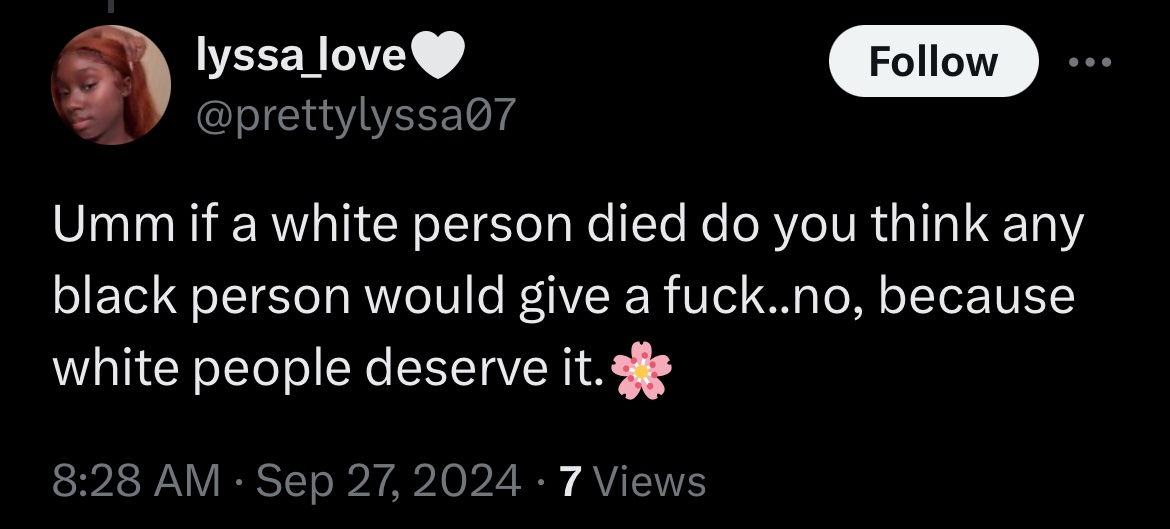 lyssa_love🤍
Follow
@prettylyssa07
Umm if a white person died do you think any
black person would give a fuck..no, because
white people deserve it.🌸
8:28 AM · Sep 27, 2024 · 7 Views